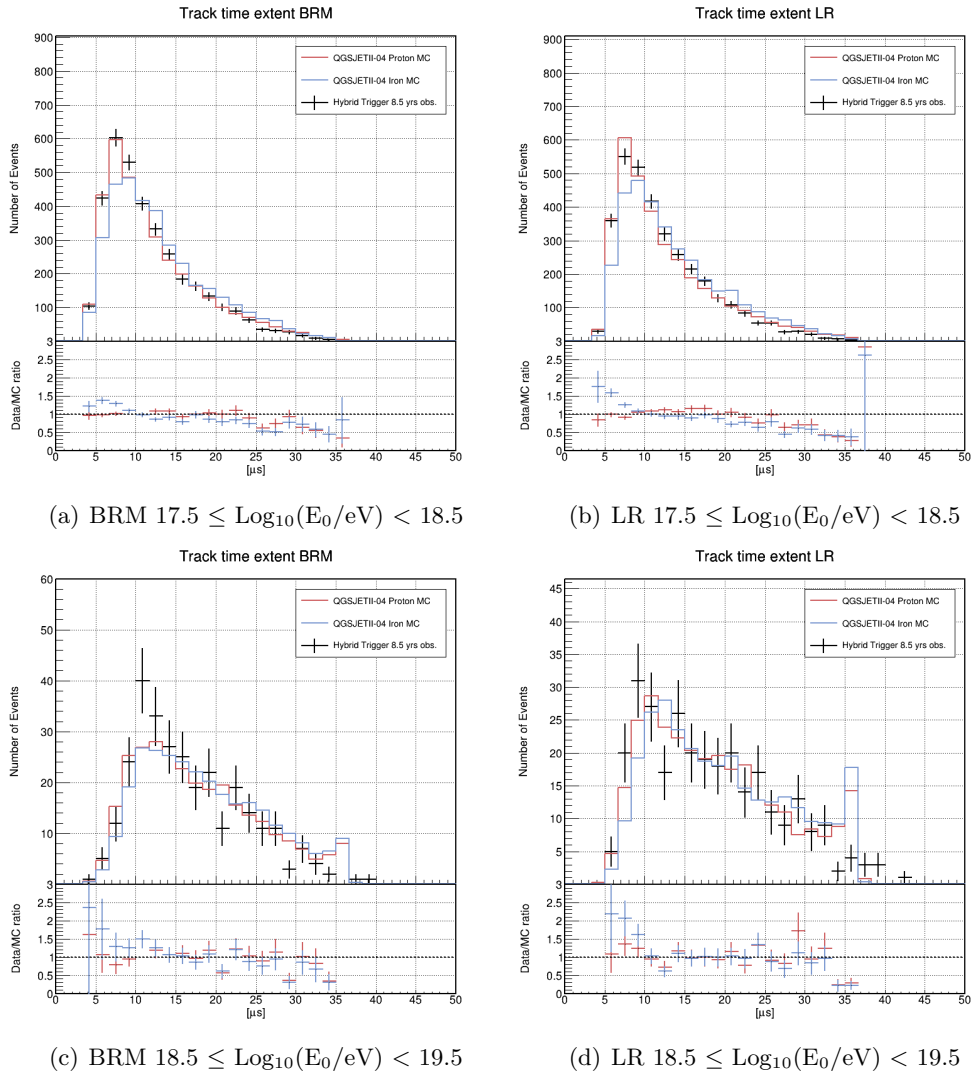 Track time extent BRM
900
800
700
600
500
400
300
200
100
Number of Events
QGSJETII-04 Proton MC
QGSJETII-04 Iron MC
Hybrid Trigger 8.5 yrs obs.
3
2.5
2
1.5
1
0.5
0
Data/MC ratio
0 5 10 15 20 25 30 35 40 45 50
[μs]
(a) BRM 17.5 ≤ Log₁₀(E₀/eV) < 18.5
Track time extent LR
900
800
700
600
500
400
300
200
100
Number of Events
QGSJETII-04 Proton MC
QGSJETII-04 Iron MC
Hybrid Trigger 8.5 yrs obs.
3
2.5
2
1.5
1
0.5
0
Data/MC ratio
0 5 10 15 20 25 30 35 40 45 50
[μs]
(b) LR 17.5 ≤ Log₁₀(E₀/eV) < 18.5
Track time extent BRM
60
50
40
30
20
10
Number of Events
QGSJETII-04 Proton MC
QGSJETII-04 Iron MC
Hybrid Trigger 8.5 yrs obs.
3
2.5
2
1.5
1
0.5
0
Data/MC ratio
0 5 10 15 20 25 30 35 40 45 50
[μs]
(c) BRM 18.5 ≤ Log₁₀(E₀/eV) < 19.5
Track time extent LR
45
40
35
30
25
20
15
10
5
Number of Events
QGSJETII-04 Proton MC
QGSJETII-04 Iron MC
Hybrid Trigger 8.5 yrs obs.
3
2.5
2
1.5
1
0.5
0
Data/MC ratio
0 5 10 15 20 25 30 35 40 45 50
[μs]
(d) LR 18.5 ≤ Log₁₀(E₀/eV) < 19.5